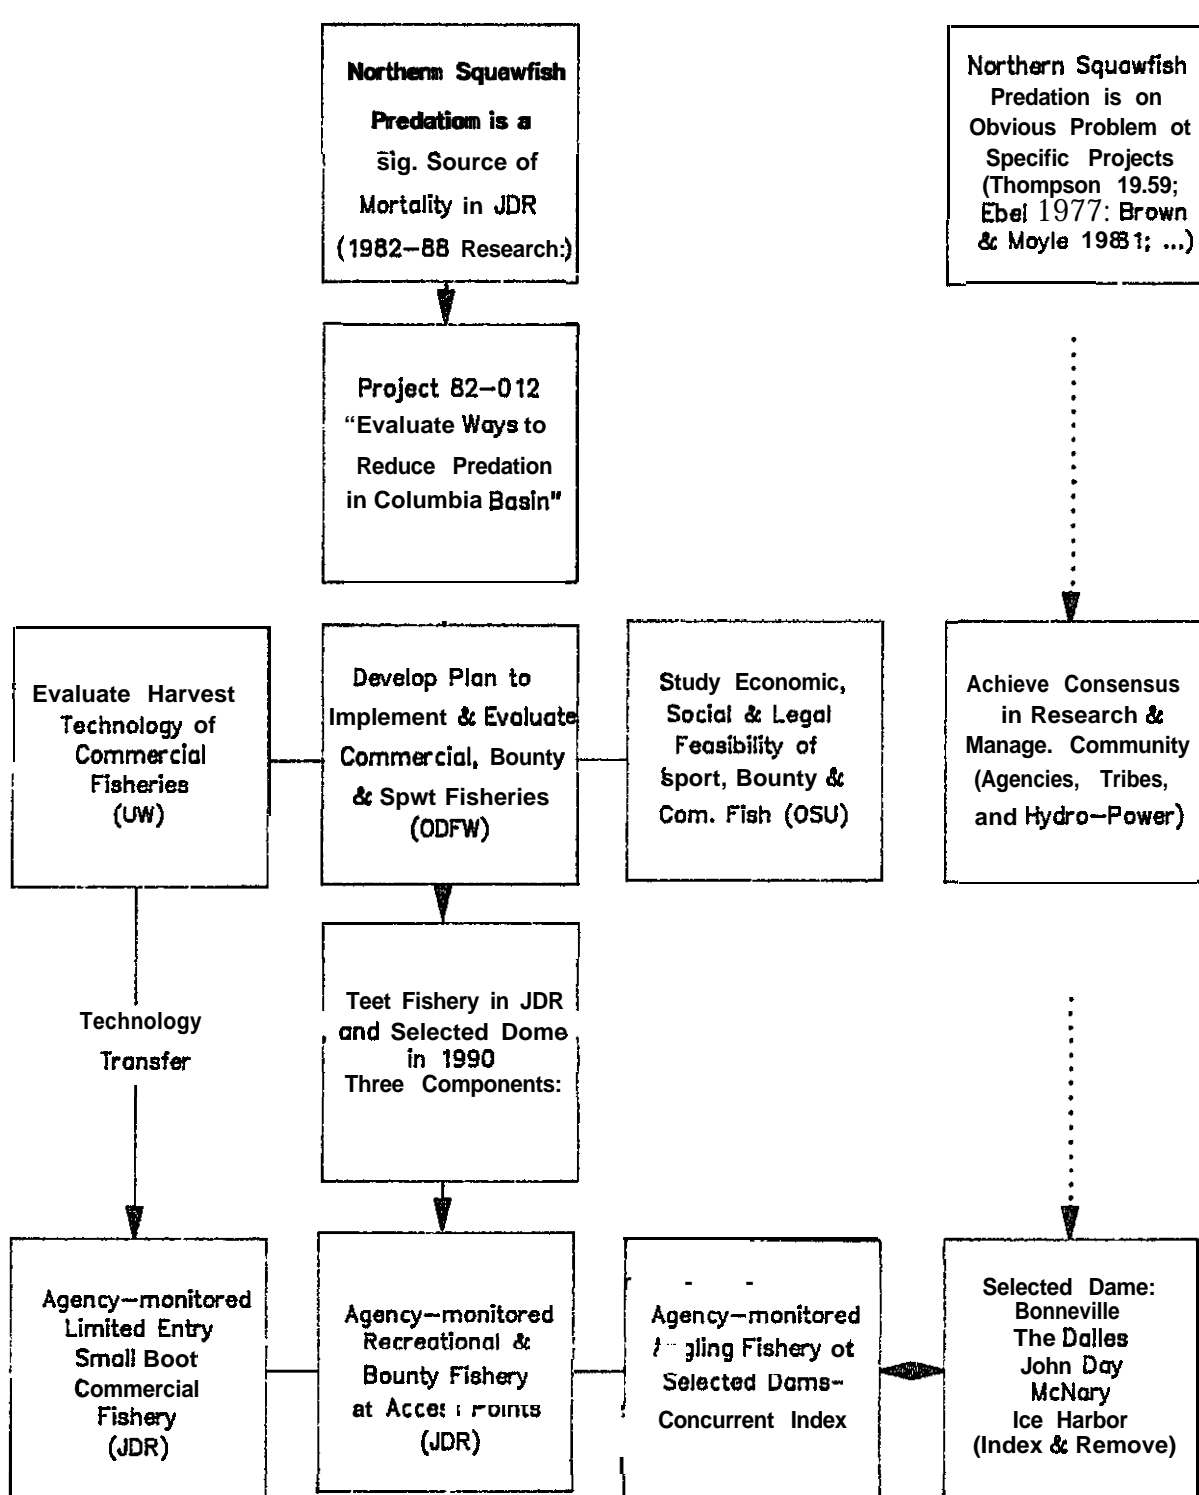 Northern Squawfish
Predation is a
sig. Source of
Mortality in JDR
(1982-88 Research:)
Northern Squawfish
Predation is on
Obvious Problem ot
Specific Projects
(Thompson 19.59;
Ebel 1977: Brown
& Moyle 1981; ...)
Project 82-012
"Evaluate Ways to
Reduce Predation
in Columbia Basin"
Evaluate Harvest
Technology of
Commercial
Fisheries
(UW)
Develop Plan to
Implement & Evaluate
Commercial, Bounty
& Spwt Fisheries
(ODFW)
Study Economic,
Social & Legal
Feasibility of
Sport, Bounty &
Com. Fish (OSU)
Achieve Consensus
in Research &
Manage. Community
(Agencies, Tribes,
and Hydro-Power)
Technology
Transfer
Teet Fishery in JDR
and Selected Dome
in 1990
Three Components:
Agency-monitored
Limited Entry
Small Boot
Commercial
Fishery
(JDR)
Agency-monitored
Recreational &
Bounty Fishery
at Access Points
(JDR)
Agency-monitored
Fishery ot
Selected Dams-
Concurrent Index
Selected Dame:
Bonneville
The Dalles
John Day
McNary
Ice Harbor
(Index & Remove)